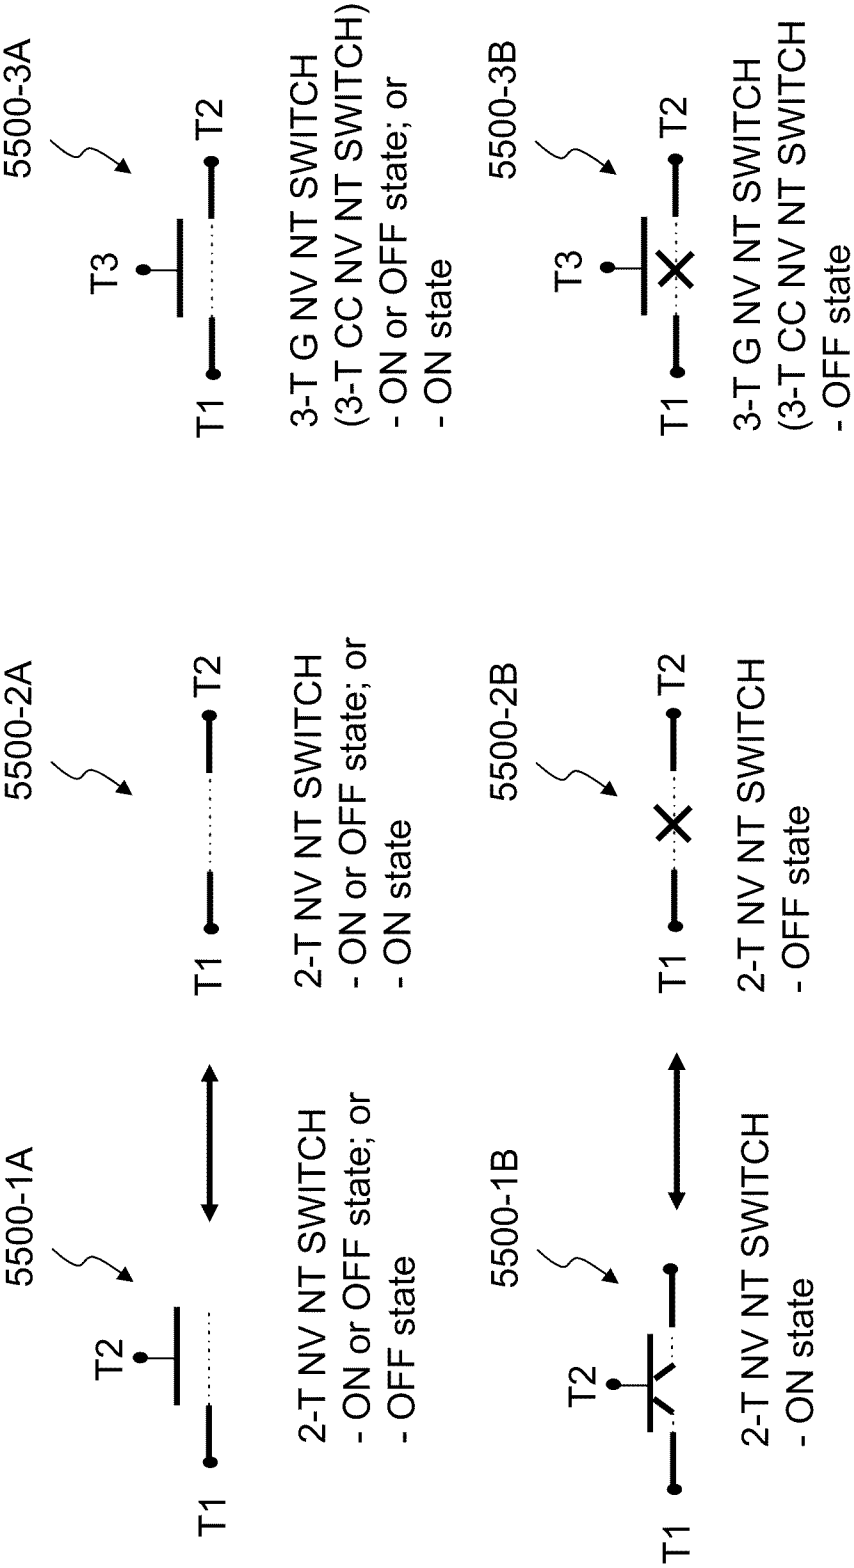 5500-1A
T2
T1
2-T NV NT SWITCH
- ON or OFF state; or
- OFF state
5500-2A
T1
T2
2-T NV NT SWITCH
- ON or OFF state; or
- ON state
5500-3A
T3
T1
T2
3-T G NV NT SWITCH
(3-T CC NV NT SWITCH)
- ON or OFF state; or
- ON state
5500-1B
T2
T1
2-T NV NT SWITCH
- ON state
5500-2B
T1
T2
2-T NV NT SWITCH
- OFF state
5500-3B
T3
T1
T2
3-T G NV NT SWITCH
(3-T CC NV NT SWITCH
- OFF state